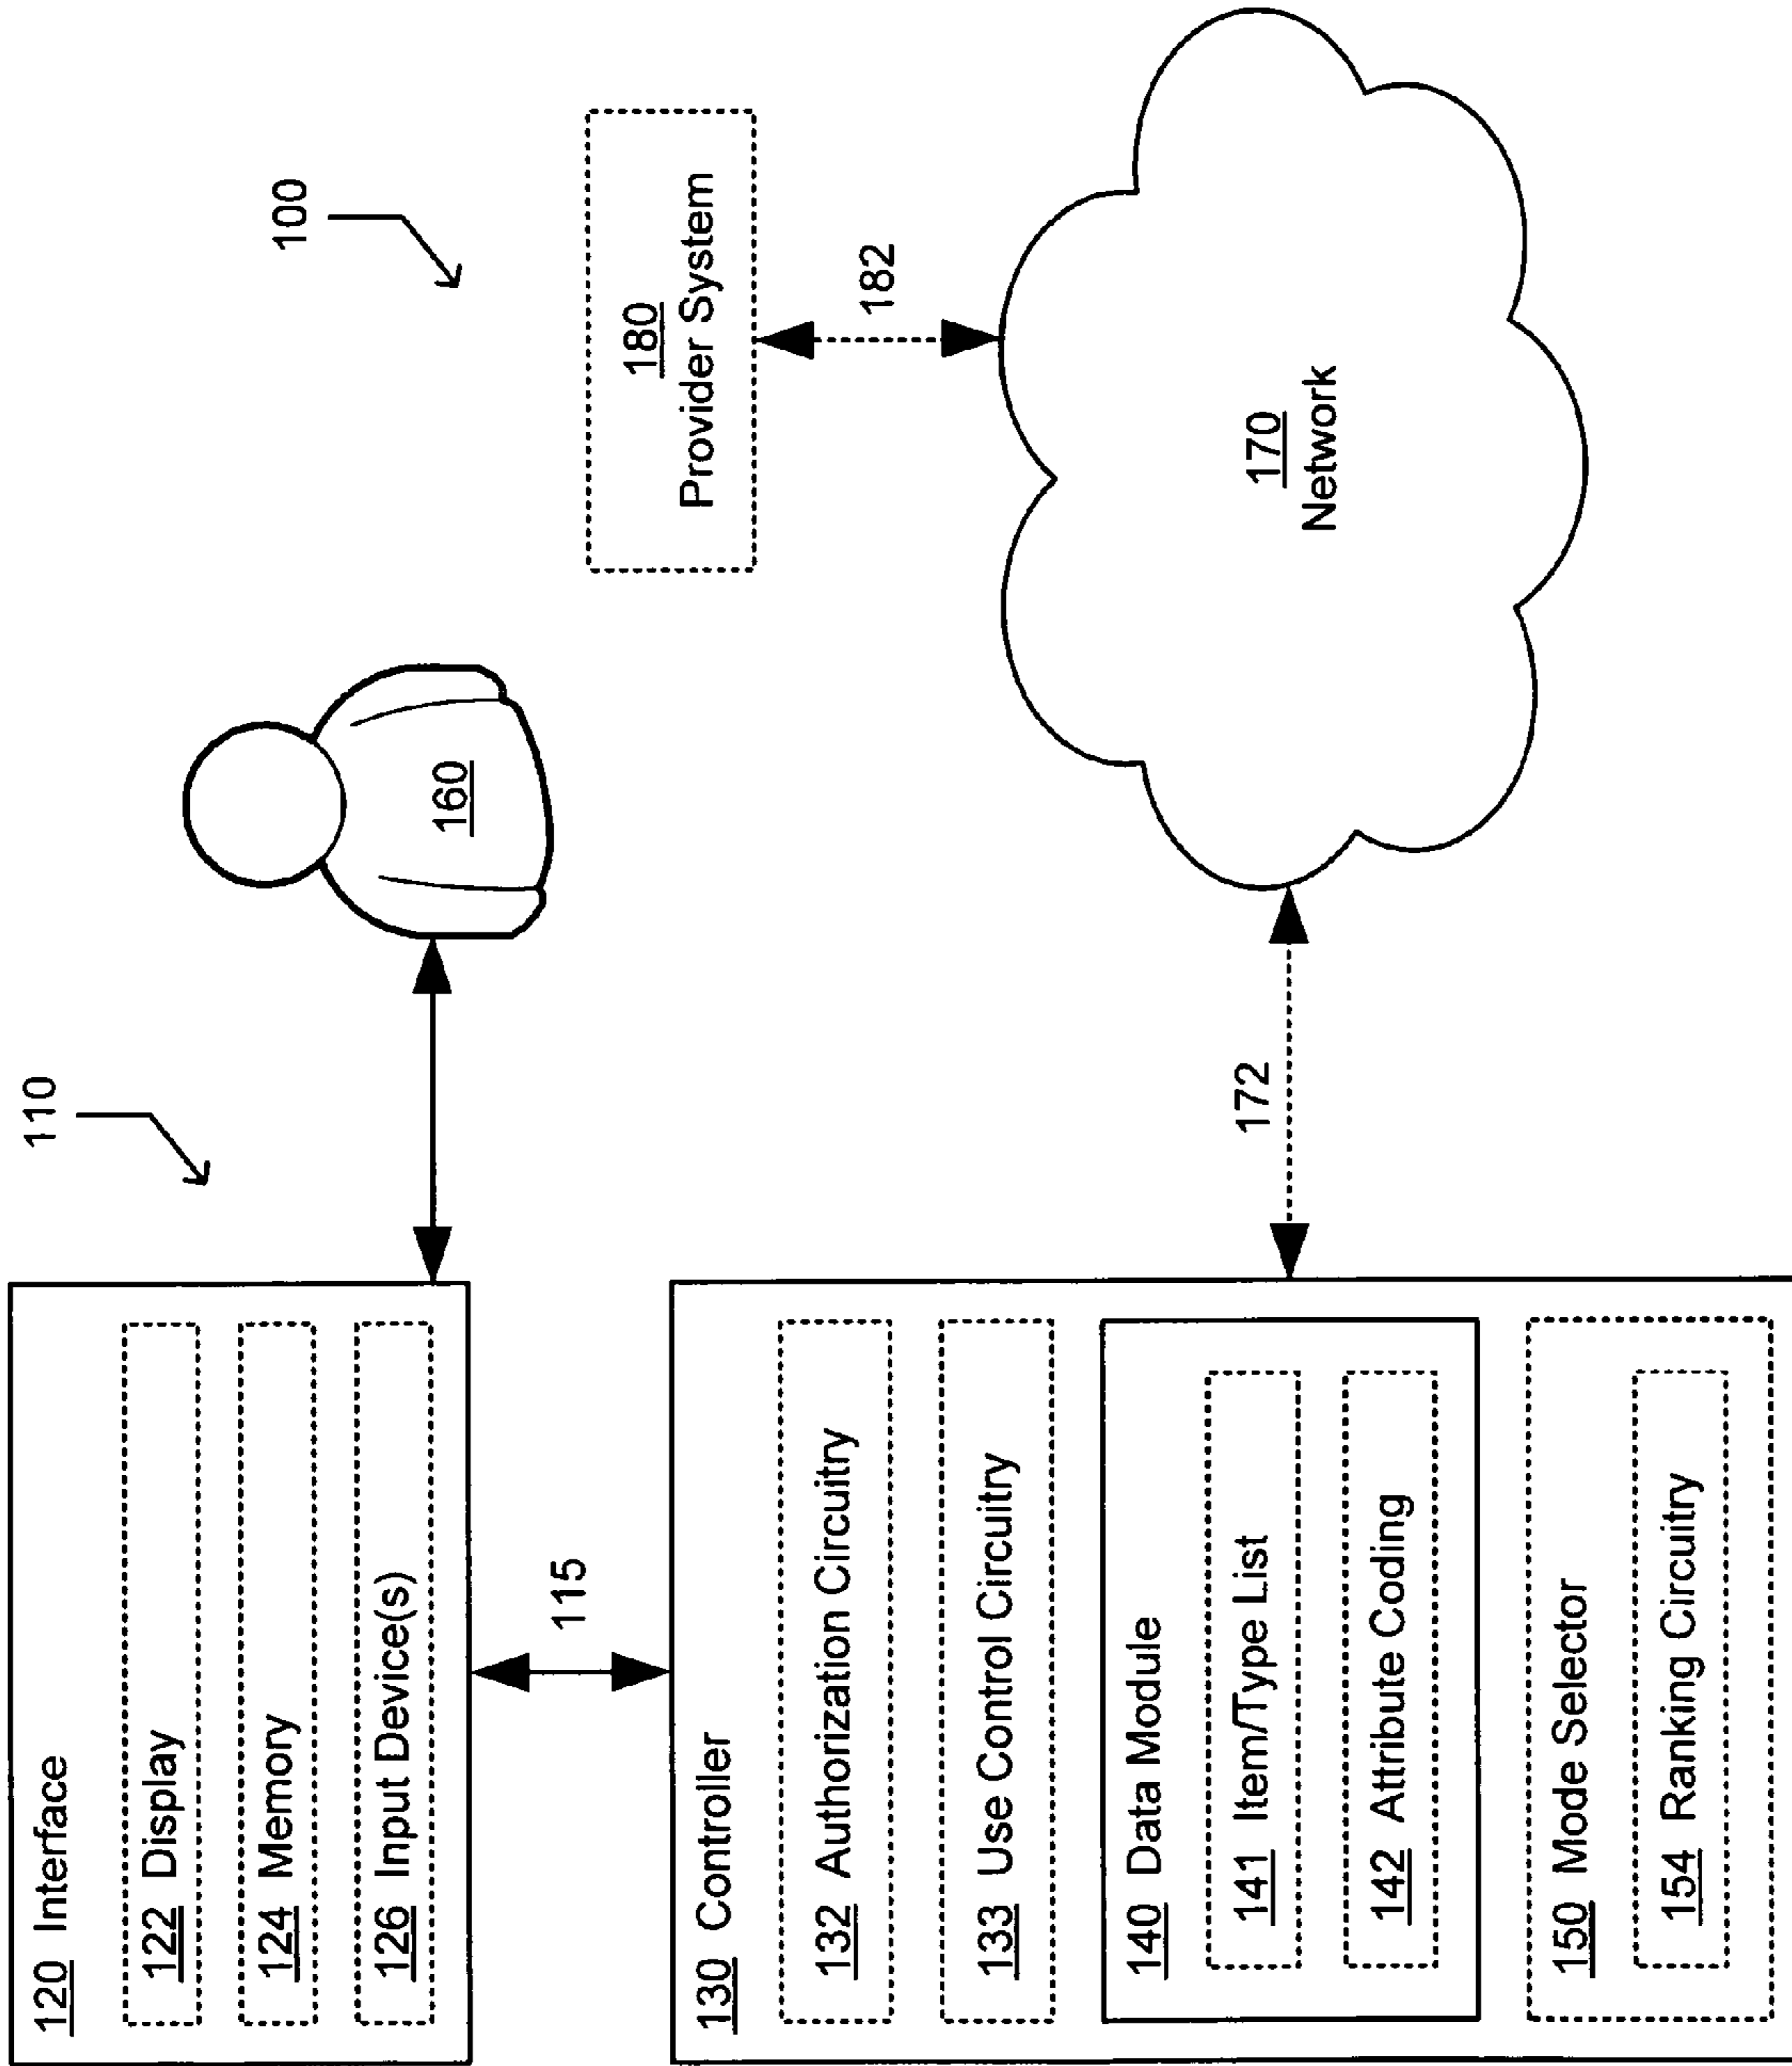 110
100
120 Interface
122 Display
124 Memory
126 Input Device(s)
115
160
180
Provider System
182
130 Controller
132 Authorization Circuitry
133 Use Control Circuitry
140 Data Module
141 Item/Type List
142 Attribute Coding
150 Mode Selector
154 Ranking Circuitry
172
170
Network